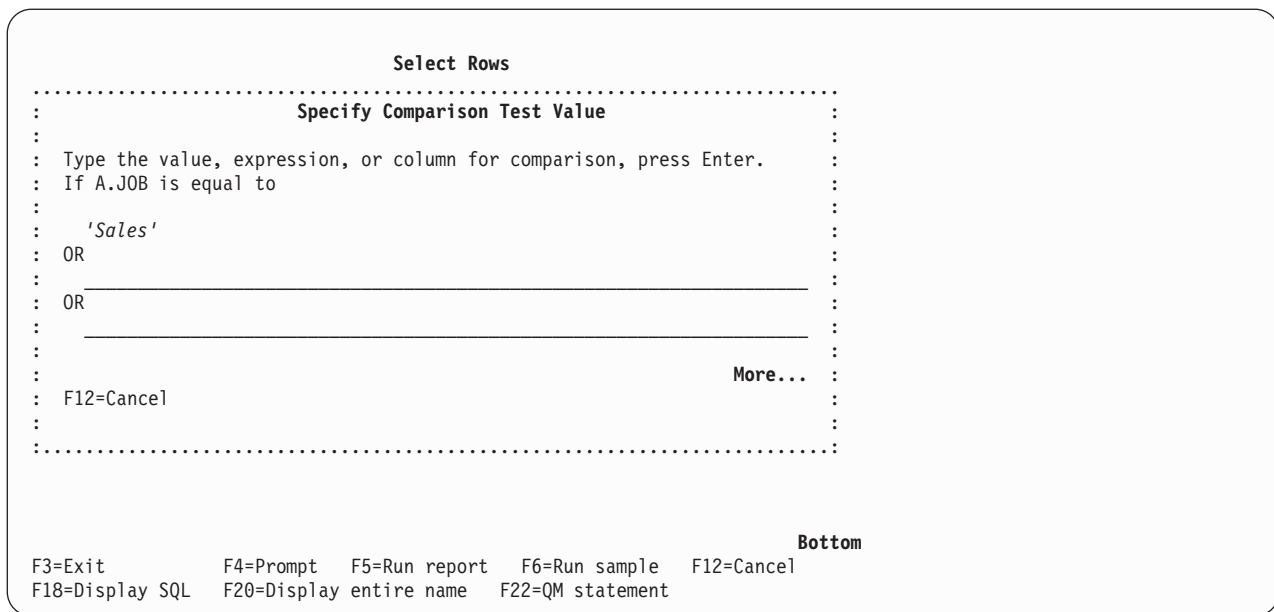 Select Rows
............................................................................
: Specify Comparison Test Value :
: :
: Type the value, expression, or column for comparison, press Enter. :
: If A.JOB is equal to :
: :
: 'Sales' :
: OR :
: ____________________________________________________________________ :
: OR :
: ____________________________________________________________________ :
: :
: More... :
: F12=Cancel :
: :
:..........................................................................:
Bottom
F3=Exit F4=Prompt F5=Run report F6=Run sample F12=Cancel
F18=Display SQL F20=Display entire name F22=QM statement